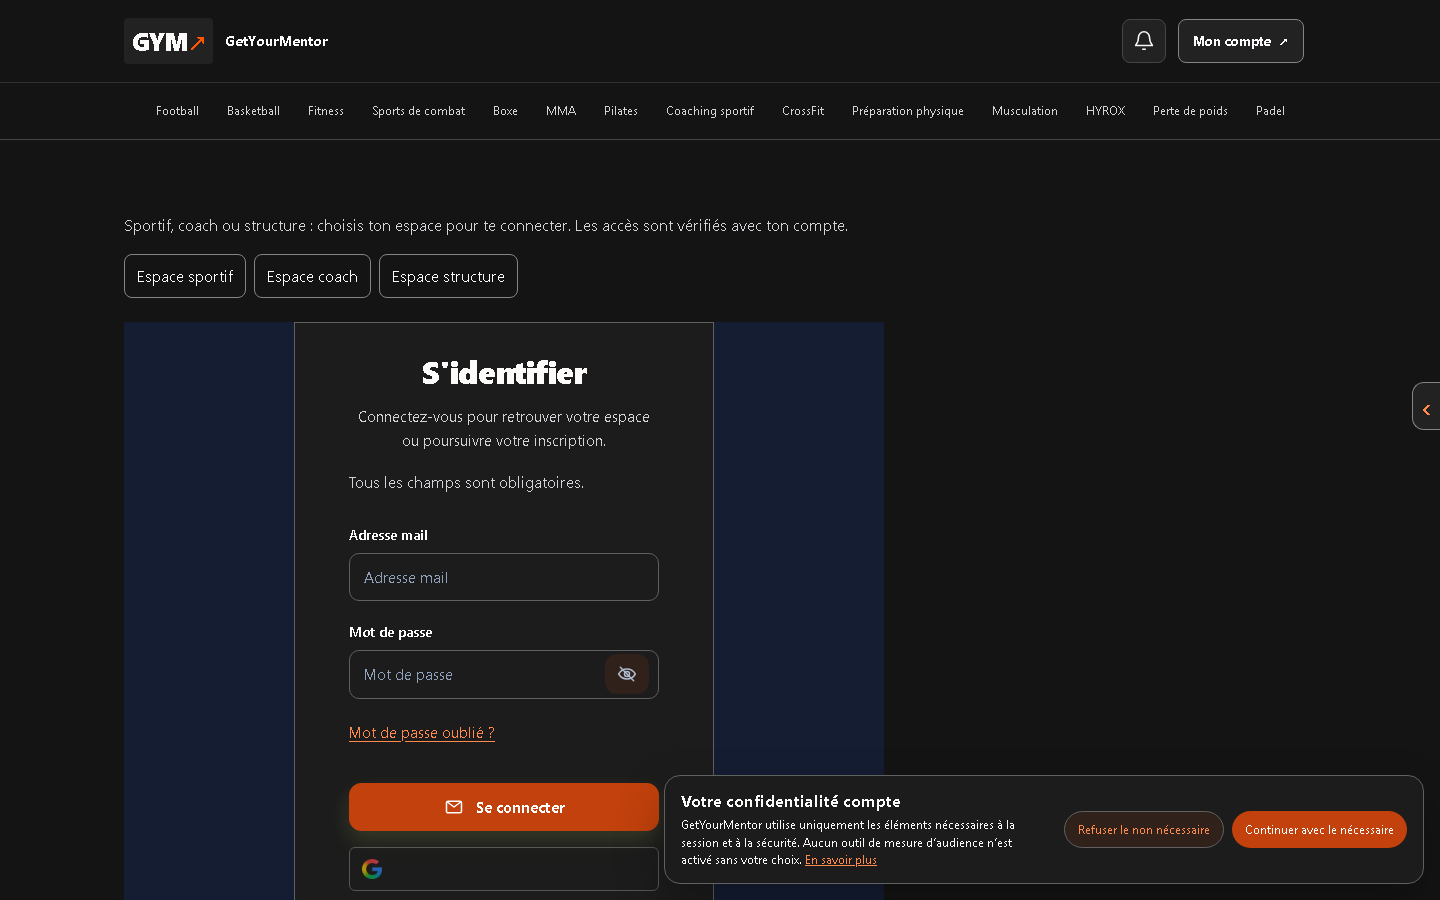 GYM↗ GetYourMentor
Mon compte ↗
Football Basketball Fitness Sports de combat Boxe MMA Pilates Coaching sportif CrossFit Préparation physique Musculation HYROX Perte de poids Padel
Sportif, coach ou structure : choisis ton espace pour te connecter. Les accès sont vérifiés avec ton compte.
Espace sportif Espace coach Espace structure
S'identifier
Connectez-vous pour retrouver votre espace
ou poursuivre votre inscription.
Tous les champs sont obligatoires.
Adresse mail
Adresse mail
Mot de passe
Mot de passe
Mot de passe oublié ?
Se connecter
Votre confidentialité compte
GetYourMentor utilise uniquement les éléments nécessaires à la
session et à la sécurité. Aucun outil de mesure d’audience n’est
activé sans votre choix. En savoir plus
Refuser le non nécessaire Continuer avec le nécessaire